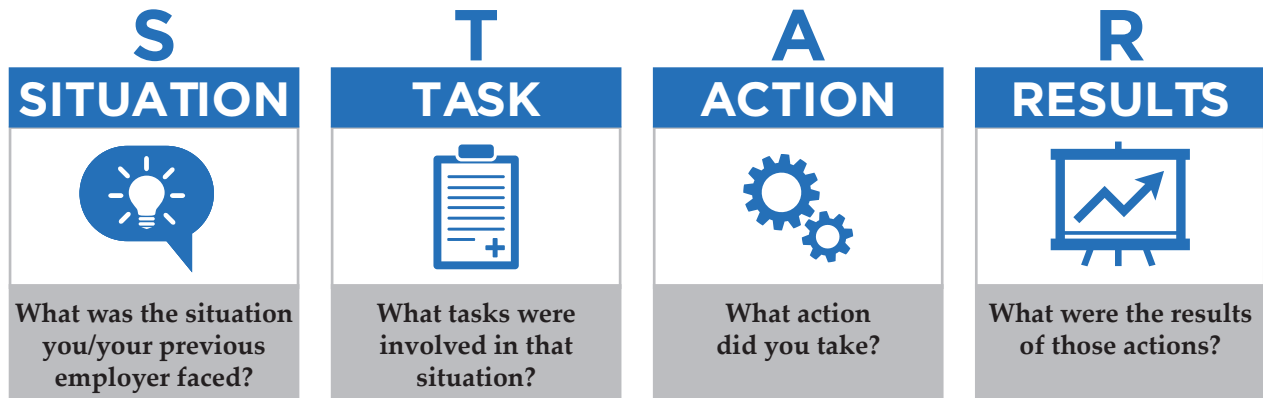 S
SITUATION
What was the situation
you/your previous
employer faced?
T
TASK
What tasks were
involved in that
situation?
A
ACTION
What action
did you take?
R
RESULTS
What were the results
of those actions?